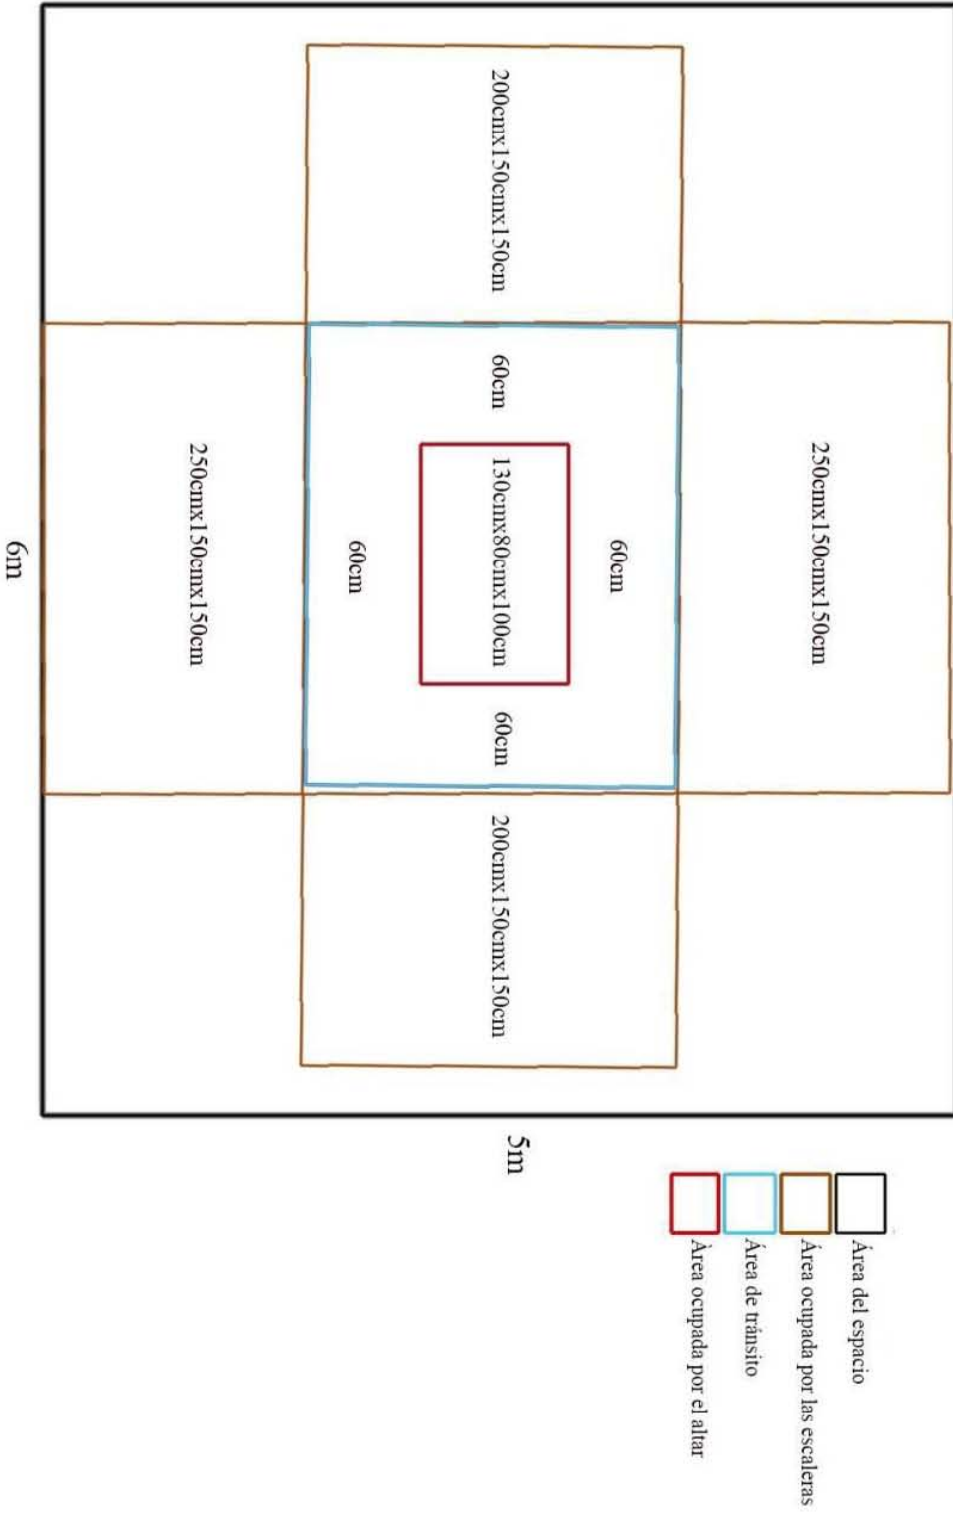 250cmx150cmx150cm
60cm
200cmx150cmx150cm
60cm
130cmx80cmx100cm
60cm
200cmx150cmx150cm
60cm
250cmx150cmx150cm
5m
6m
Área del espacio
Área ocupada por las escaleras
Área de tránsito
Àrea ocupada por el altar